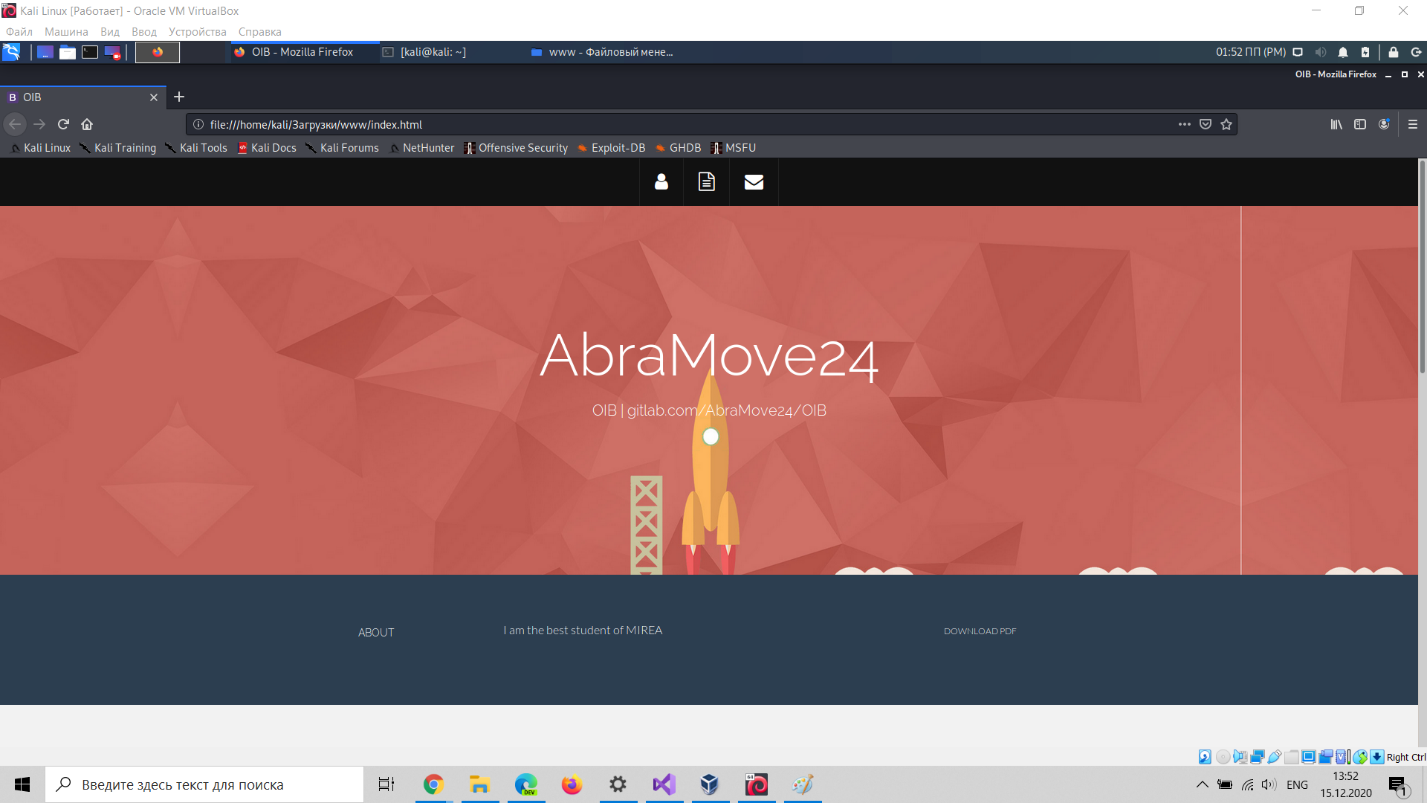 Kali Linux [Работает] - Oracle VM VirtualBox
Файл Машина Вид Ввод Устройства Справка
OIB - Mozilla Firefox [kali@kali: ~] www - Файловый мене... 01:52 ПП (PM)
OIB - Mozilla Firefox
B OIB
file:///home/kali/Загрузки/www/index.html
Kali Linux Kali Training Kali Tools Kali Docs Kali Forums NetHunter Offensive Security Exploit-DB GHDB MSFU
AbraMove24
OIB | gitlab.com/AbraMove24/OIB
ABOUT I am the best student of MIREA DOWNLOAD PDF
Right Ctrl
Введите здесь текст для поиска DEV 64 ENG 13:52
15.12.2020 1